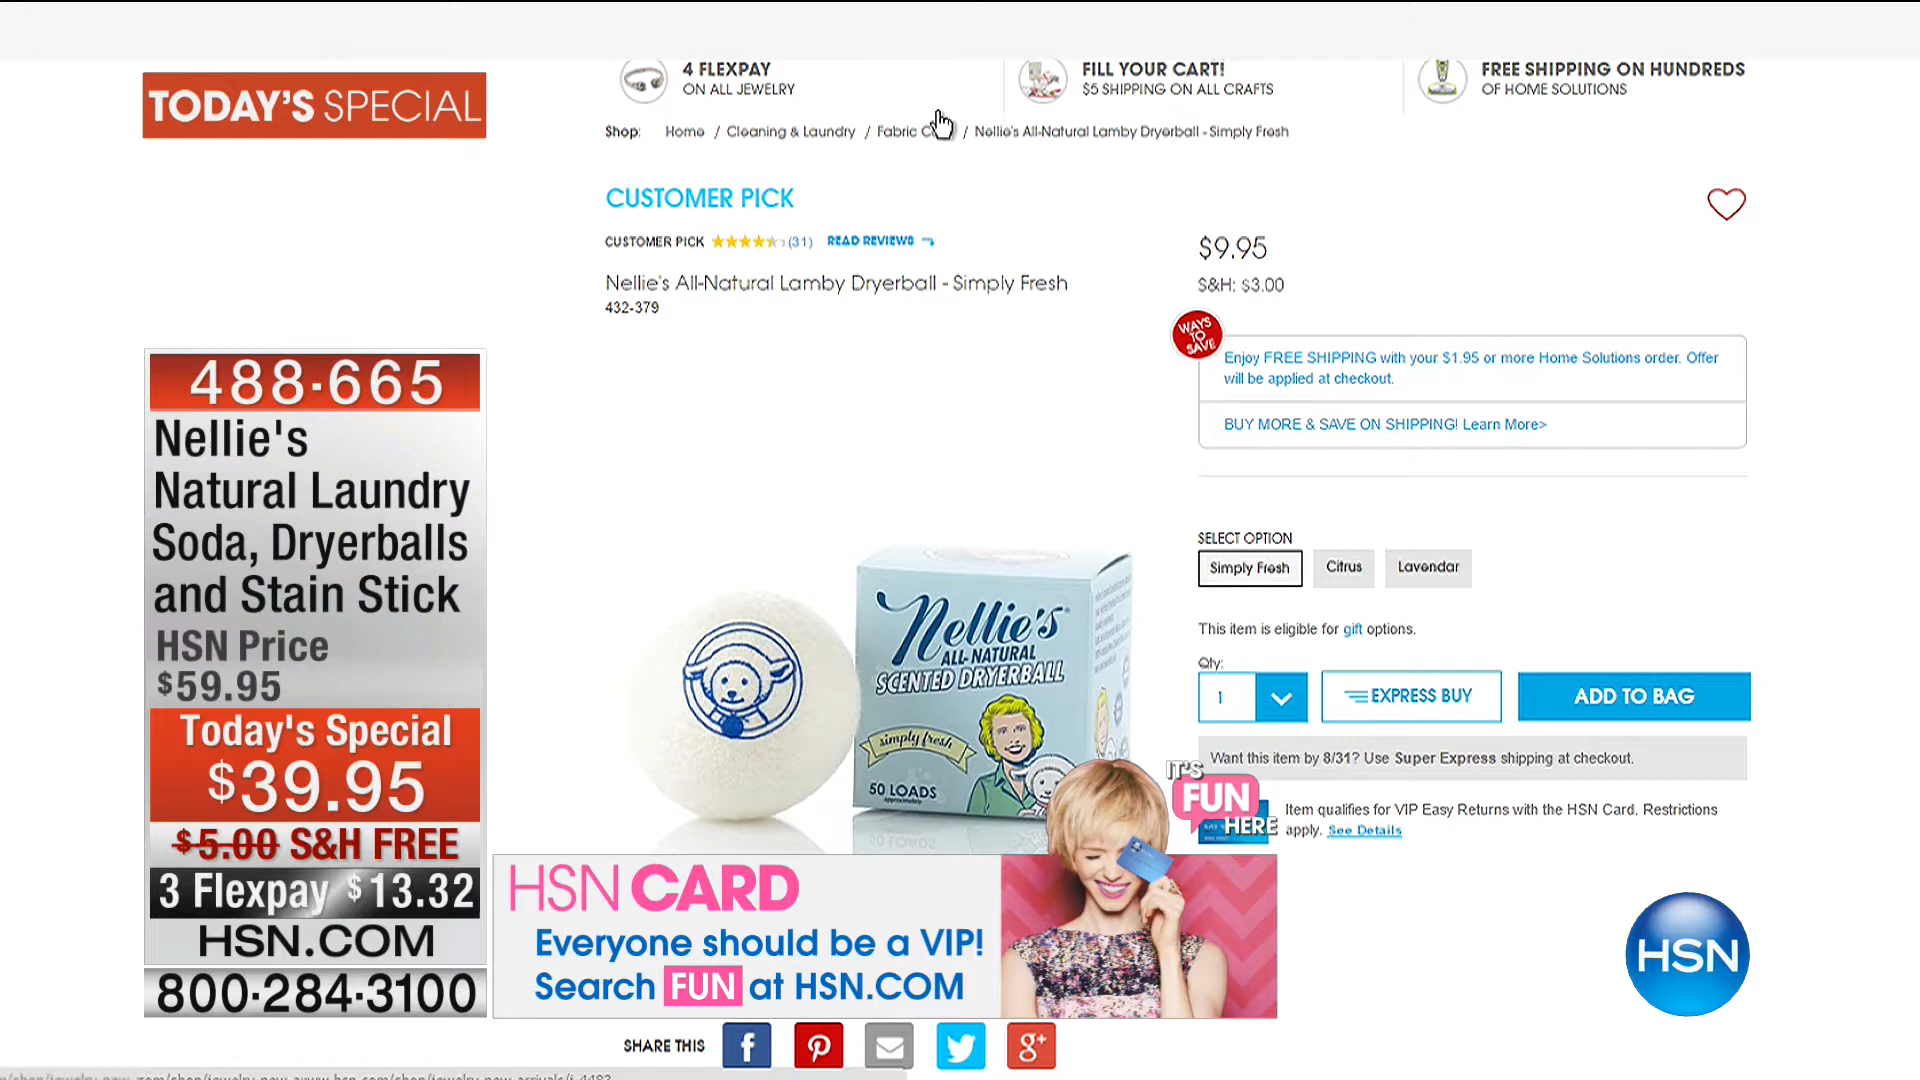 4 FLEXPAY
ON ALL JEWELRY
FILL YOUR CART!
$5 SHIPPING ON ALL CRAFTS
FREE SHIPPING ON HUNDREDS
OF HOME SOLUTIONS
TODAY'S SPECIAL
Shop: Home / Cleaning & Laundry / Fabric / Nellie's All-Natural Lamby Dryerball - Simply Fresh
CUSTOMER PICK
CUSTOMER PICK (31) READ REVIEWS
Nellie's All-Natural Lamby Dryerball - Simply Fresh
432-379
$9.95
S&H: $3.00
WAYS
TO
SAVE
Enjoy FREE SHIPPING with your $1.95 or more Home Solutions order. Offer
will be applied at checkout.
BUY MORE & SAVE ON SHIPPING! Learn More>
SELECT OPTION
Simply Fresh Citrus Lavendar
This item is eligible for gift options.
Qty:
1 EXPRESS BUY ADD TO BAG
Want this item by 8/31? Use Super Express shipping at checkout.
Item qualifies for VIP Easy Returns with the HSN Card. Restrictions
apply. See Details
488-665
Nellie's
Natural Laundry
Soda, Dryerballs
and Stain Stick
HSN Price
$59.95
Today's Special
$39.95
$5.00 S&H FREE
3 Flexpay $13.32
HSN.COM
800-284-3100
Nellie's
ALL-NATURAL
SCENTED DRYERBALL
simply fresh
50 LOADS
approximately
IT'S
FUN
HERE
HSN CARD
Everyone should be a VIP!
Search FUN at HSN.COM
HSN
SHARE THIS